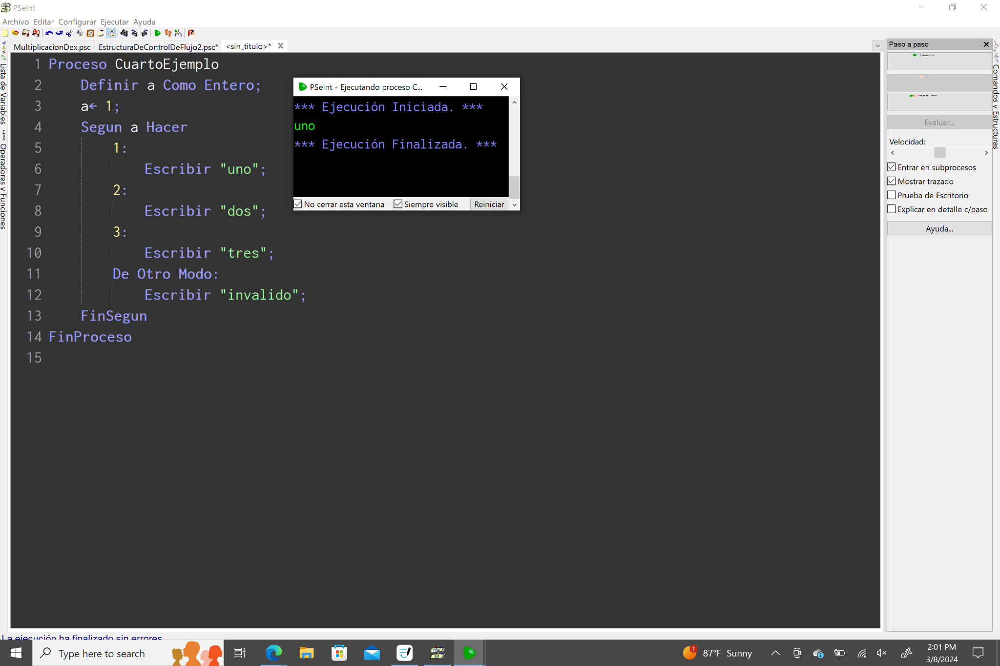 PSeInt
Archivo Editar Configurar Ejecutar Ayuda
MultiplicacionDex.psc EstructuraDeControlDeFlujo2.psc* <sin_titulo>*
Lista de Variables
Operadores y Funciones
1 Proceso CuartoEjemplo
2 Definir a Como Entero;
3 a← 1;
4 Segun a Hacer
5 1:
6 Escribir "uno";
7 2:
8 Escribir "dos";
9 3:
10 Escribir "tres";
11 De Otro Modo:
12 Escribir "invalido";
13 FinSegun
14 FinProceso
15
PSeInt - Ejecutando proceso C...
*** Ejecución Iniciada. ***
uno
*** Ejecución Finalizada. ***
No cerrar esta ventana Siempre visible Reiniciar
Paso a paso
Comenzar
Primer Paso
Evaluar...
Velocidad:
Entrar en subprocesos
Mostrar trazado
Prueba de Escritorio
Explicar en detalle c/paso
Ayuda...
Comandos y Estructuras
La ejecución ha finalizado sin errores
Type here to search
87°F Sunny
2:01 PM
3/8/2024